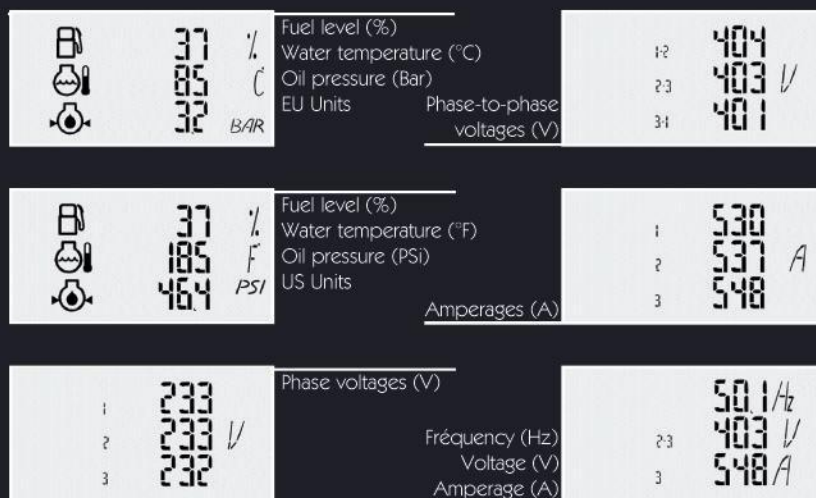 37 %
85 C
3.2 BAR
Fuel level (%)
Water temperature (°C)
Oil pressure (Bar)
EU Units
Phase-to-phase
voltages (V)
1-2 404
2-3 403 V
3-1 401
37 %
185 F
46.4 PSI
Fuel level (%)
Water temperature (°F)
Oil pressure (PSi)
US Units
Amperages (A)
1 530
2 537 A
3 548
1 233
2 233 V
3 232
Phase voltages (V)
Fréquency (Hz)
Voltage (V)
Amperage (A)
50.1 Hz
2-3 403 V
3 548 A